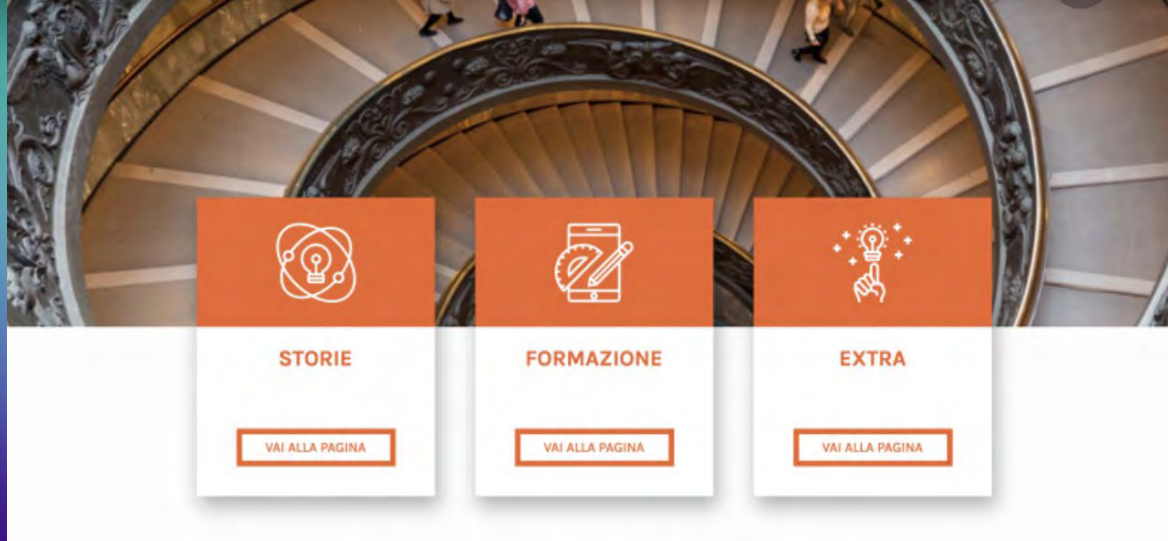 STORIE
VAI ALLA PAGINA
FORMAZIONE
VAI ALLA PAGINA
EXTRA
VAI ALLA PAGINA